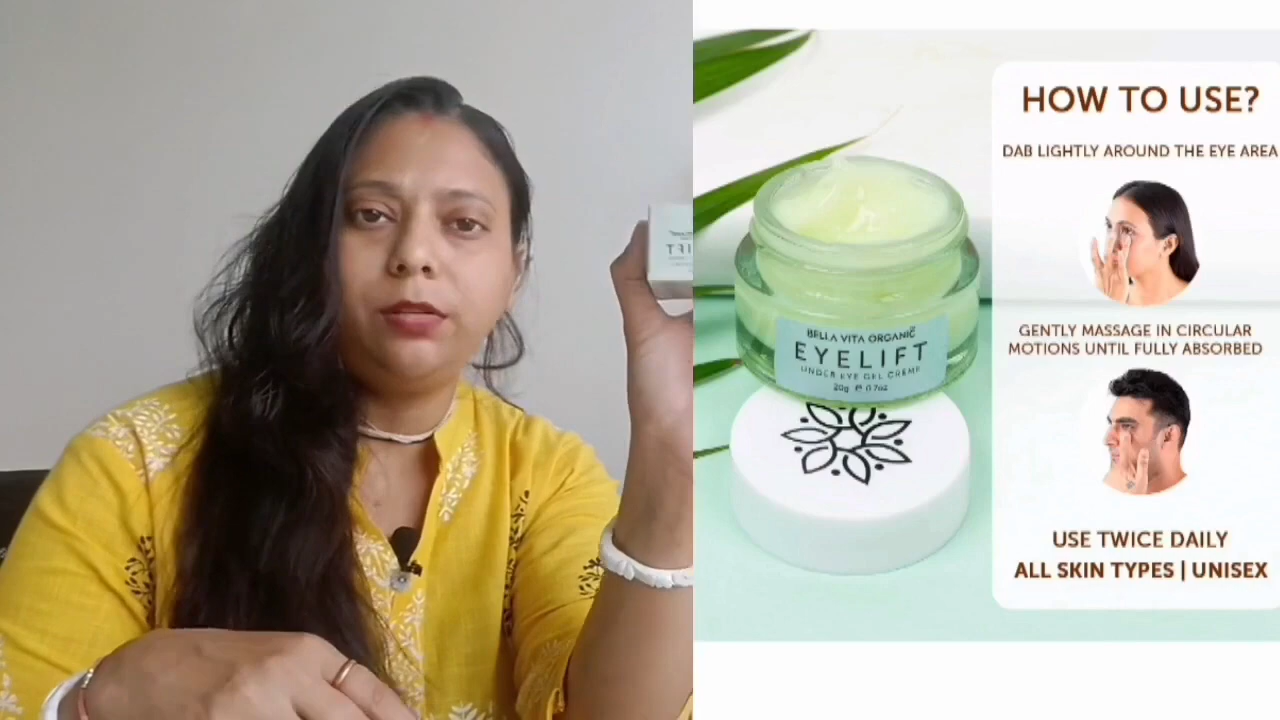 HOW TO USE?
DAB LIGHTLY AROUND THE EYE AREA
GENTLY MASSAGE IN CIRCULAR
MOTIONS UNTIL FULLY ABSORBED
USE TWICE DAILY
ALL SKIN TYPES | UNISEX
BELLA VITA ORGANIC
EYELIFT
UNDER EYE GEL CREME
20g ℮ 0.7oz